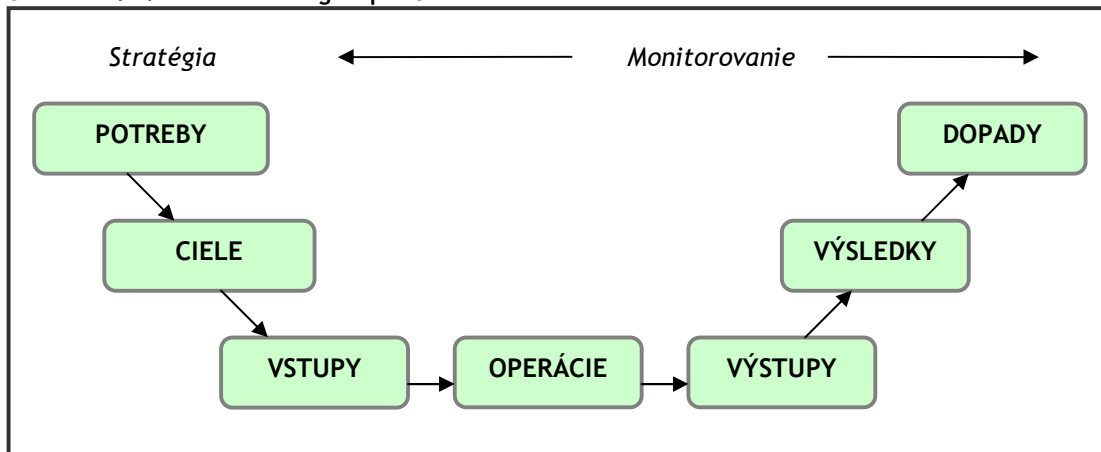 Stratégia Monitorovanie
POTREBY DOPADY
CIELE VÝSLEDKY
VSTUPY OPERÁCIE VÝSTUPY